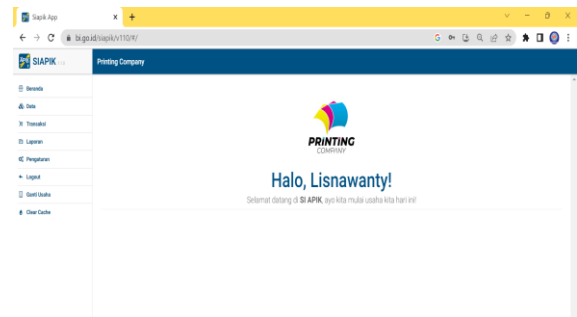 Siapik App
bi.go.id/siapik/v110/#/
SIAPIK
Printing Company
Beranda
Data
Transaksi
Laporan
Pengaturan
Logout
Ganti Usaha
Clear Cache
PRINTING
COMPANY
Halo, Lisnawanty!
Selamat datang di SI APIK, ayo kita mulai usaha kita hari ini!